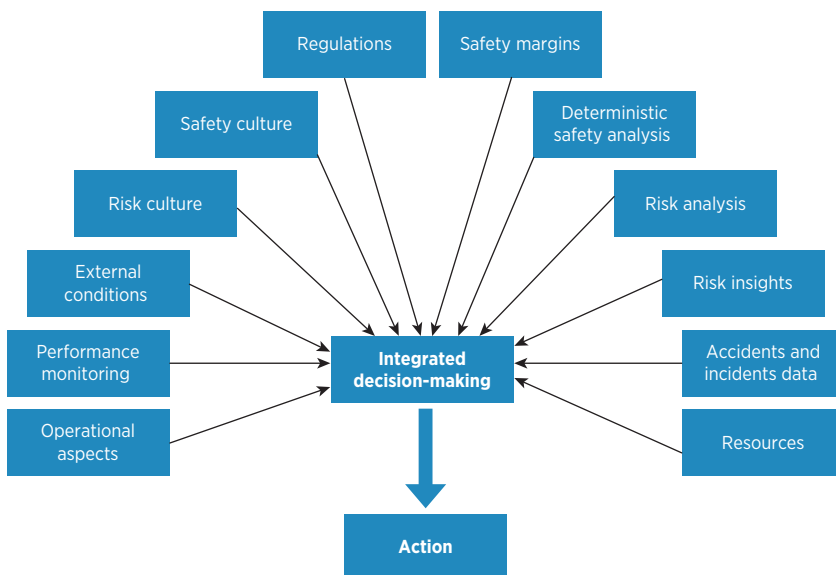 Regulations
Safety margins
Safety culture
Deterministic
safety analysis
Risk culture
Risk analysis
External
conditions
Risk insights
Performance
monitoring
Integrated
decision-making
Accidents and
incidents data
Operational
aspects
Resources
Action